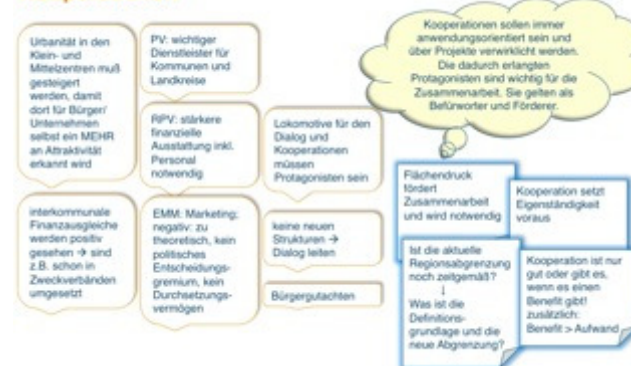 Urbanität in den
Klein- und
Mittelzentren muß
gesteigert
werden, damit
dort für Bürger/
Unternehmen
selbst ein MEHR
an Attraktivität
erkannt wird
PV: wichtiger
Dienstleister für
Kommunen und
Landkreise
RPV: stärkere
finanzielle
Ausstattung inkl.
Personal
notwendig
Lokomotive für den
Dialog und
Kooperationen
müssen
Protagonisten sein
interkommunale
Finanzausgleiche
werden positiv
gesehen → sind
z.B. schon in
Zweckverbänden
umgesetzt
EMM: Marketing;
negativ: zu
theoretisch, kein
politisches
Entscheidungs-
gremium, kein
Durchsetzungs-
vermögen
keine neuen
Strukturen →
Dialog leiten
Bürgergutachten
Kooperationen sollen immer
anwendungsorientiert sein und
über Projekte verwirklicht werden.
Die dadurch erlangten
Protagonisten sind wichtig für die
Zusammenarbeit. Sie gelten als
Befürworter und Förderer.
Flächendruck
fördert
Zusammenarbeit
und wird notwendig
Kooperation setzt
Eigenständigkeit
voraus
Ist die aktuelle
Regionsabgrenzung
noch zeitgemäß?
↓
Was ist die
Definitions-
grundlage und die
neue Abgrenzung?
Kooperation ist nur
gut oder gibt es,
wenn es einen
Benefit gibt!
zusätzlich:
Benefit > Aufwand